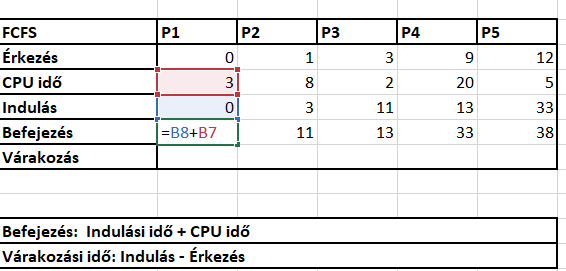 FCFS P1 P2 P3 P4 P5
Érkezés 0 1 3 9 12
CPU idő 3 8 2 20 5
Indulás 0 3 11 13 33
Befejezés =B8+B7 11 13 33 38
Várakozás
Befejezés: Indulási idő + CPU idő
Várakozási idő: Indulás - Érkezés